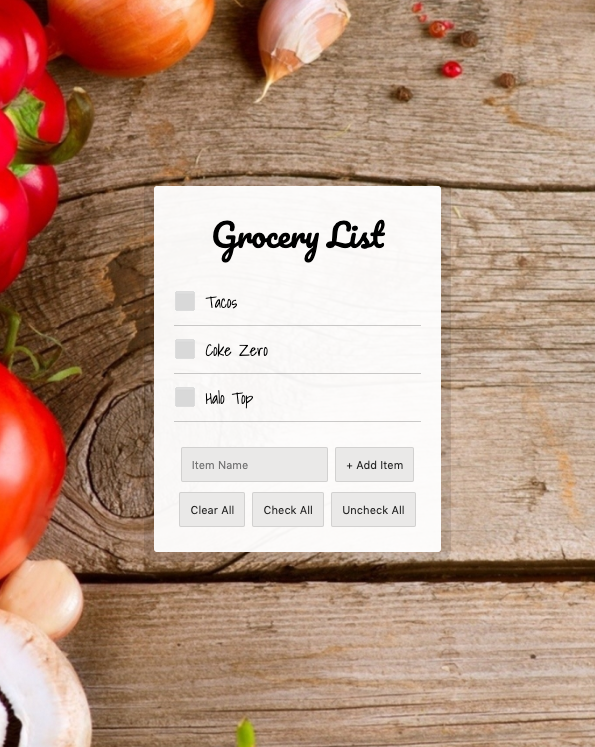 Grocery List
Tacos
Coke Zero
Halo Top
Item Name
+ Add Item
Clear All
Check All
Uncheck All